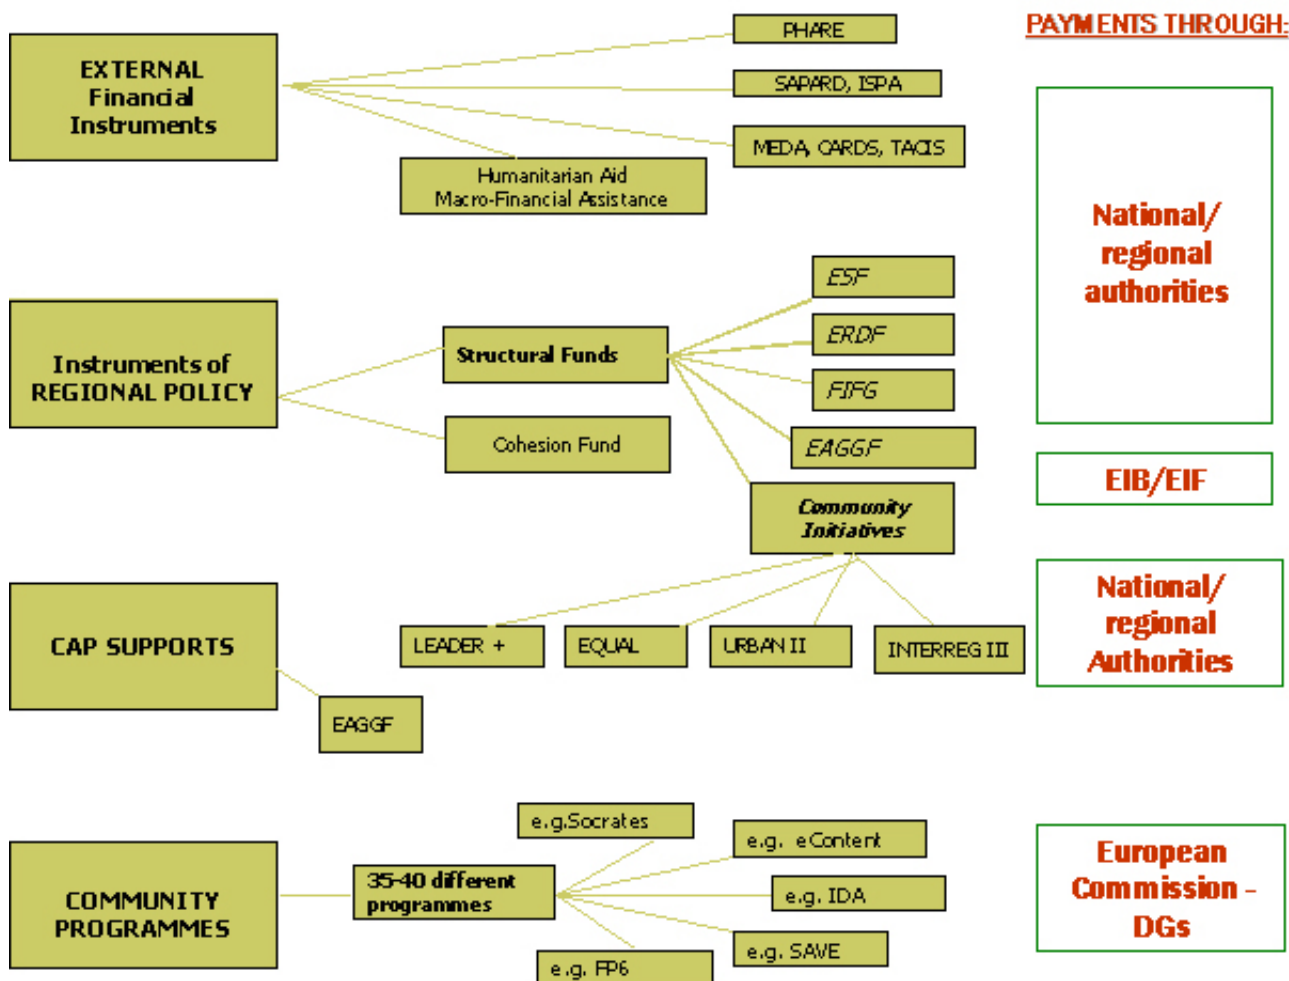 PAYMENTS THROUGH:
EXTERNAL
Financial
Instruments
PHARE
SAPARD, ISPA
MEDA, CARDS, TACIS
Humanitarian Aid
Macro-Financial Assistance
National/
regional
authorities
Instruments of
REGIONAL POLICY
Structural Funds
Cohesion Fund
ESF
ERDF
FIFG
EAGGF
Community
Initiatives
EIB/EIF
CAP SUPPORTS
EAGGF
LEADER +
EQUAL
URBAN II
INTERREG III
National/
regional
Authorities
COMMUNITY
PROGRAMMES
35-40 different
programmes
e.g.Socrates
e.g. eContent
e.g. IDA
e.g. SAVE
e.g. FP6
European
Commission -
DGs